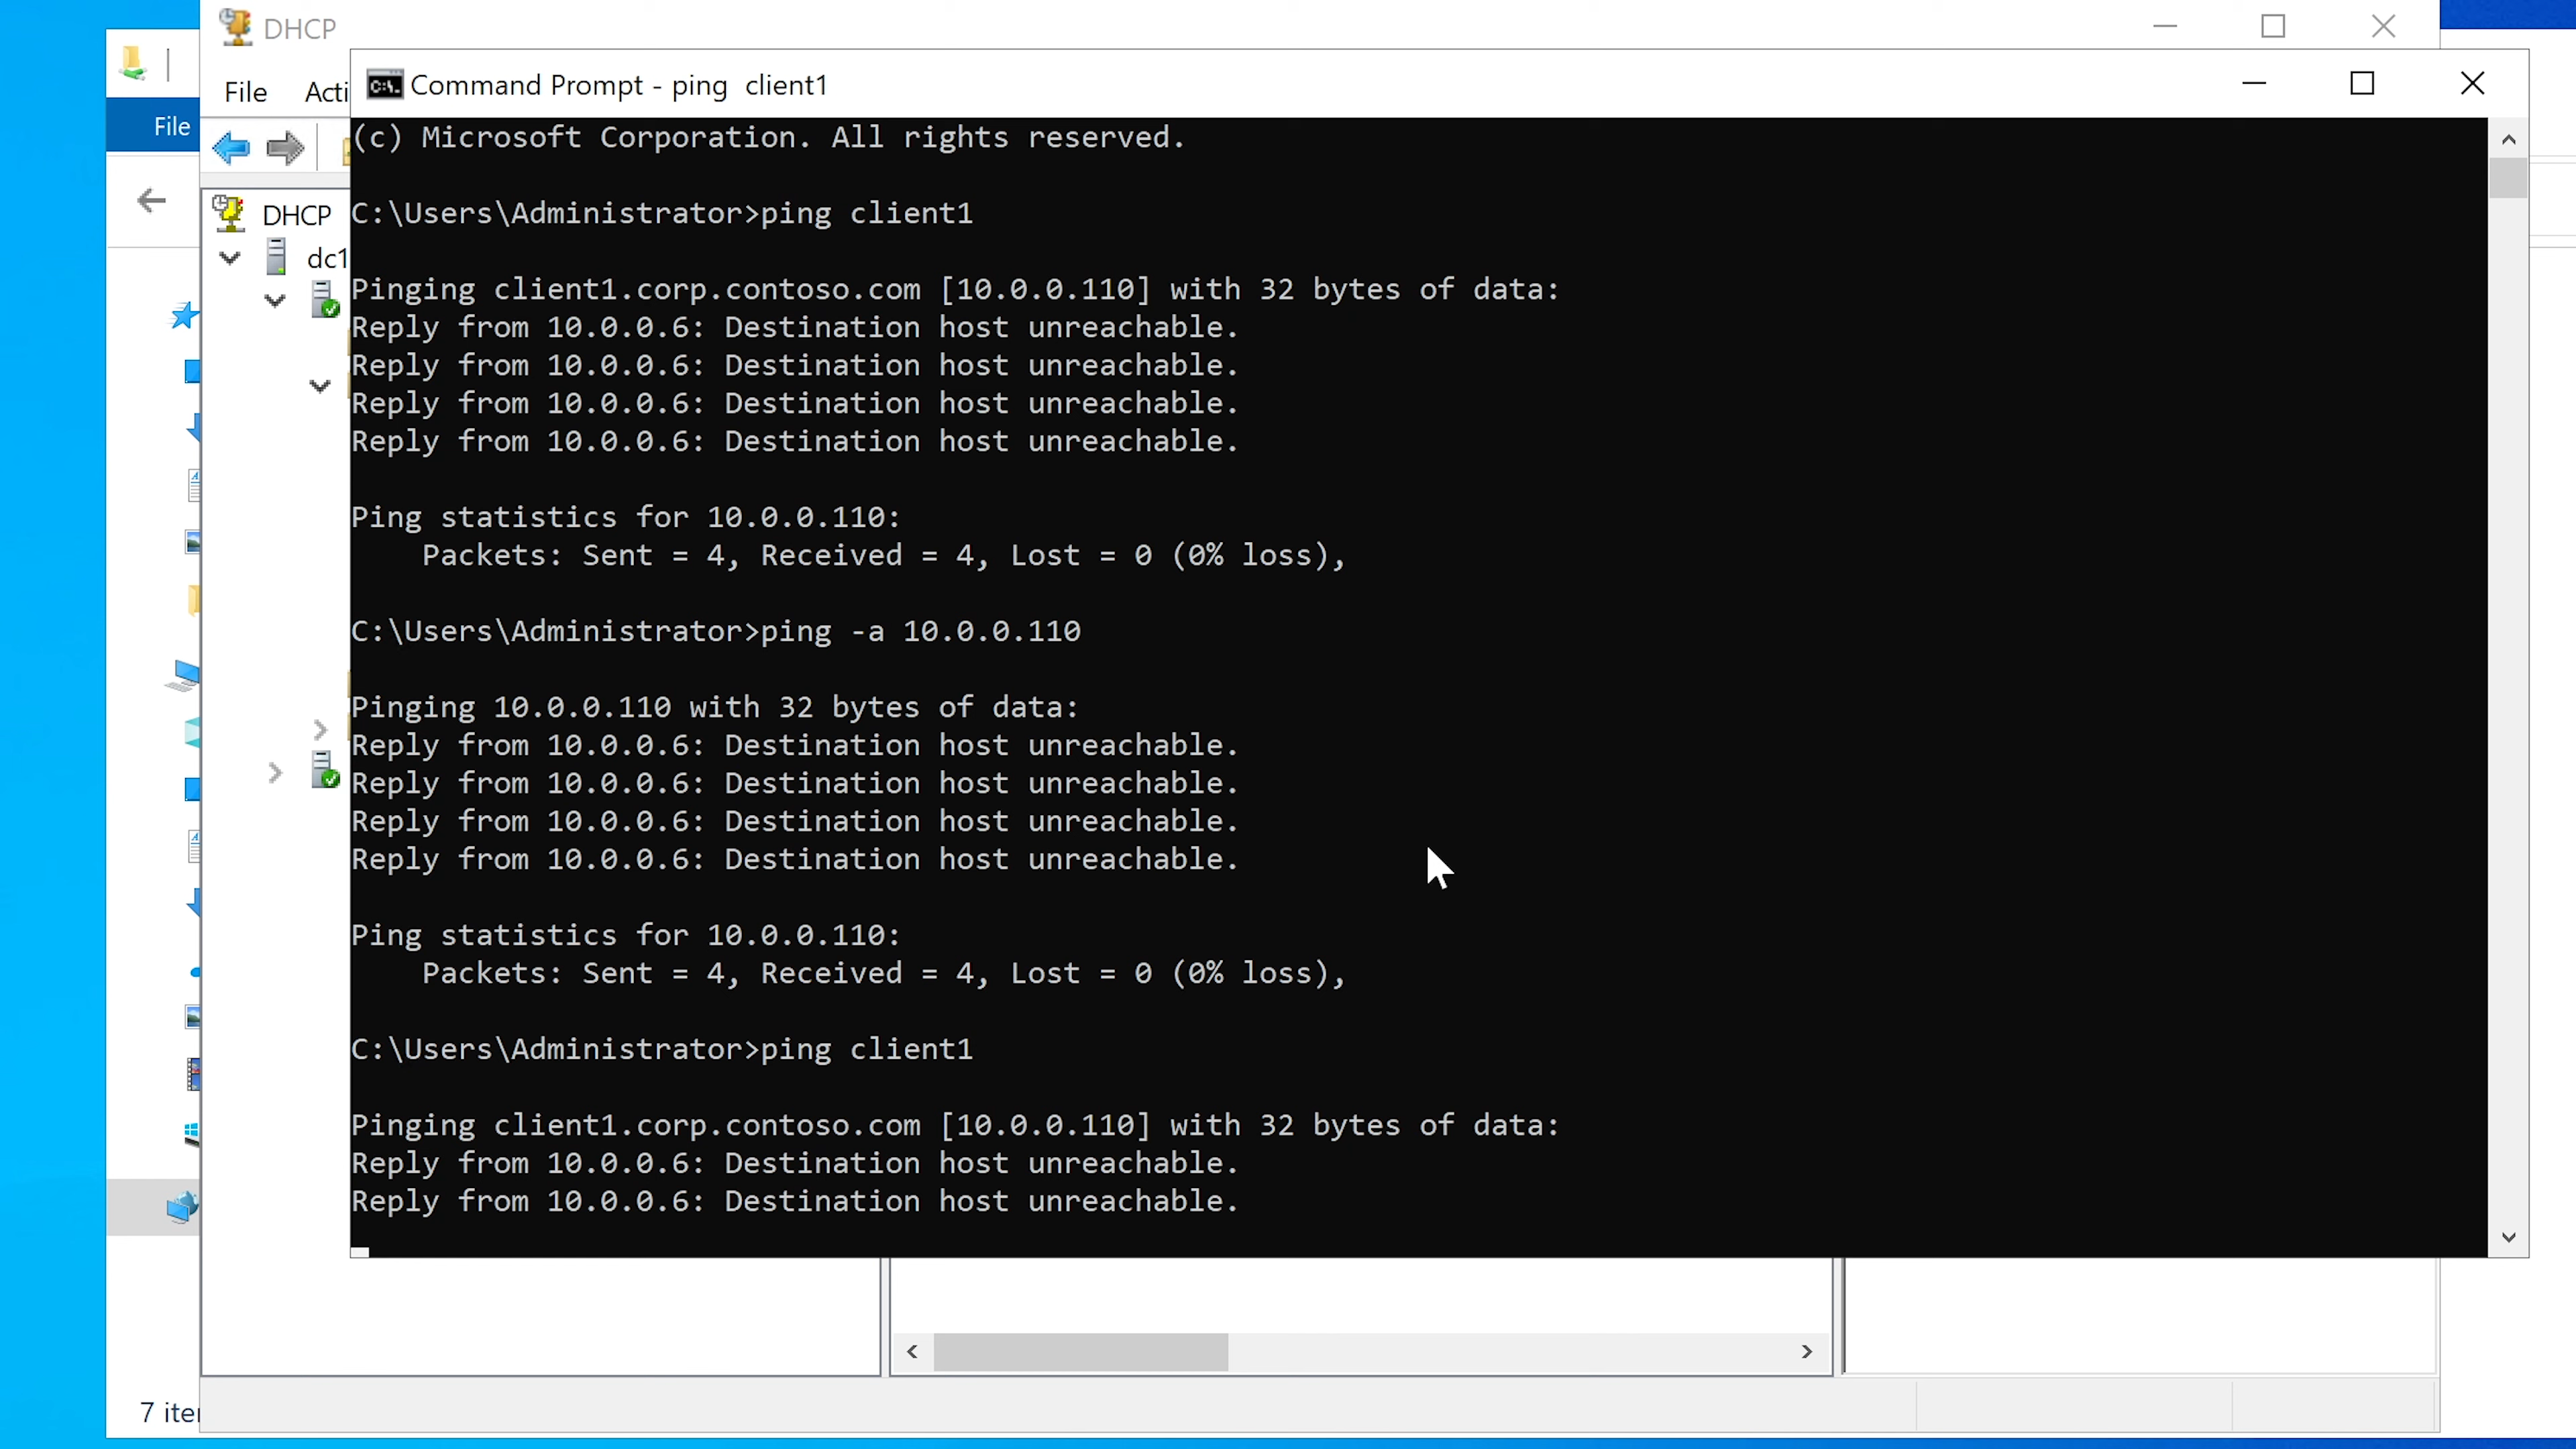 DHCP
File Acti
File
DHCP
dc1
Command Prompt - ping  client1
(c) Microsoft Corporation. All rights reserved.
C:\Users\Administrator>ping client1
Pinging client1.corp.contoso.com [10.0.0.110] with 32 bytes of data:
Reply from 10.0.0.6: Destination host unreachable.
Reply from 10.0.0.6: Destination host unreachable.
Reply from 10.0.0.6: Destination host unreachable.
Reply from 10.0.0.6: Destination host unreachable.
Ping statistics for 10.0.0.110:
    Packets: Sent = 4, Received = 4, Lost = 0 (0% loss),
C:\Users\Administrator>ping -a 10.0.0.110
Pinging 10.0.0.110 with 32 bytes of data:
Reply from 10.0.0.6: Destination host unreachable.
Reply from 10.0.0.6: Destination host unreachable.
Reply from 10.0.0.6: Destination host unreachable.
Reply from 10.0.0.6: Destination host unreachable.
Ping statistics for 10.0.0.110:
    Packets: Sent = 4, Received = 4, Lost = 0 (0% loss),
C:\Users\Administrator>ping client1
Pinging client1.corp.contoso.com [10.0.0.110] with 32 bytes of data:
Reply from 10.0.0.6: Destination host unreachable.
Reply from 10.0.0.6: Destination host unreachable.
7 iter